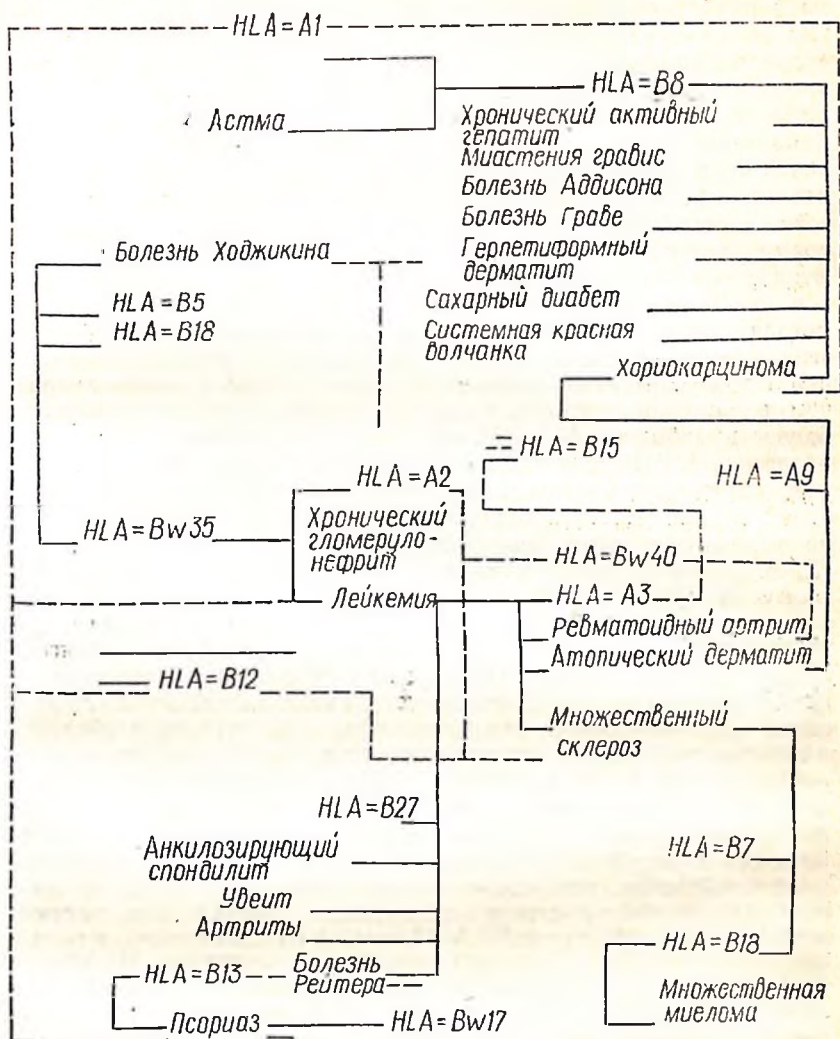 HLA=A1
HLA=B8
Астма
Хронический активный
гепатит
Миастения гравис
Болезнь Аддисона
Болезнь Граве
Болезнь Ходжикина
Герпетиформный
дерматит
HLA=B5
Сахарный диабет
HLA=B18
Системная красная
волчанка
Хориокарцинома
HLA=B15
HLA=A2
HLA=A9
Хронический
гломеруло-
нефрит
HLA=Bw35
HLA=Bw40
Лейкемия
HLA=A3
Ревматоидный артрит
Атопический дерматит
HLA=B12
Множественный
склероз
HLA=B27
Анкилозирующий
спондилит
HLA=B7
Увеит
Артриты
HLA=B18
HLA=B13
Болезнь
Рейтера
Множественная
миелома
Псориаз
HLA=Bw17